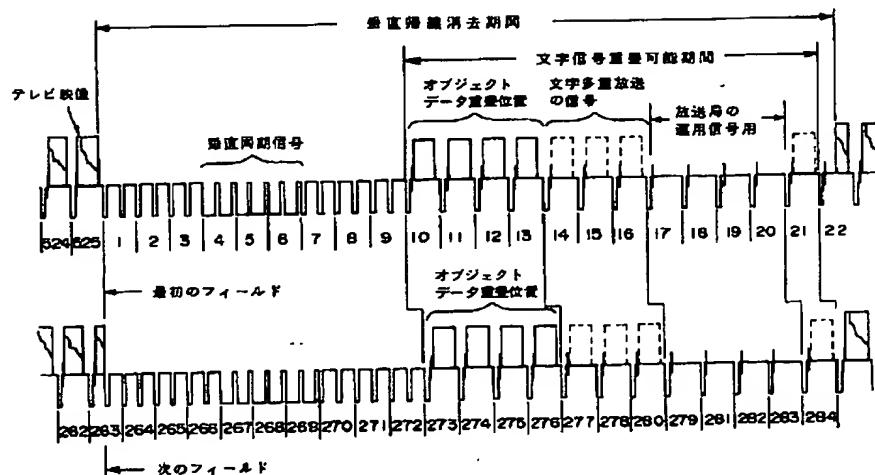 垂直帰線消去期間
文字信号重畳可能期間
オブジェクト
データ重畳位置
文字多重放送
の信号
放送局の
運用信号用
テレビ映像
垂直同期信号
524 525 1 2 3 4 5 6 7 8 9 10 11 12 13 14 15 16 17 18 19 20 21 22
最初のフィールド
オブジェクト
データ重畳位置
262 263 264 265 266 267 268 269 270 271 272 273 274 275 276 277 278 280 279 281 282 283 284
次のフィールド